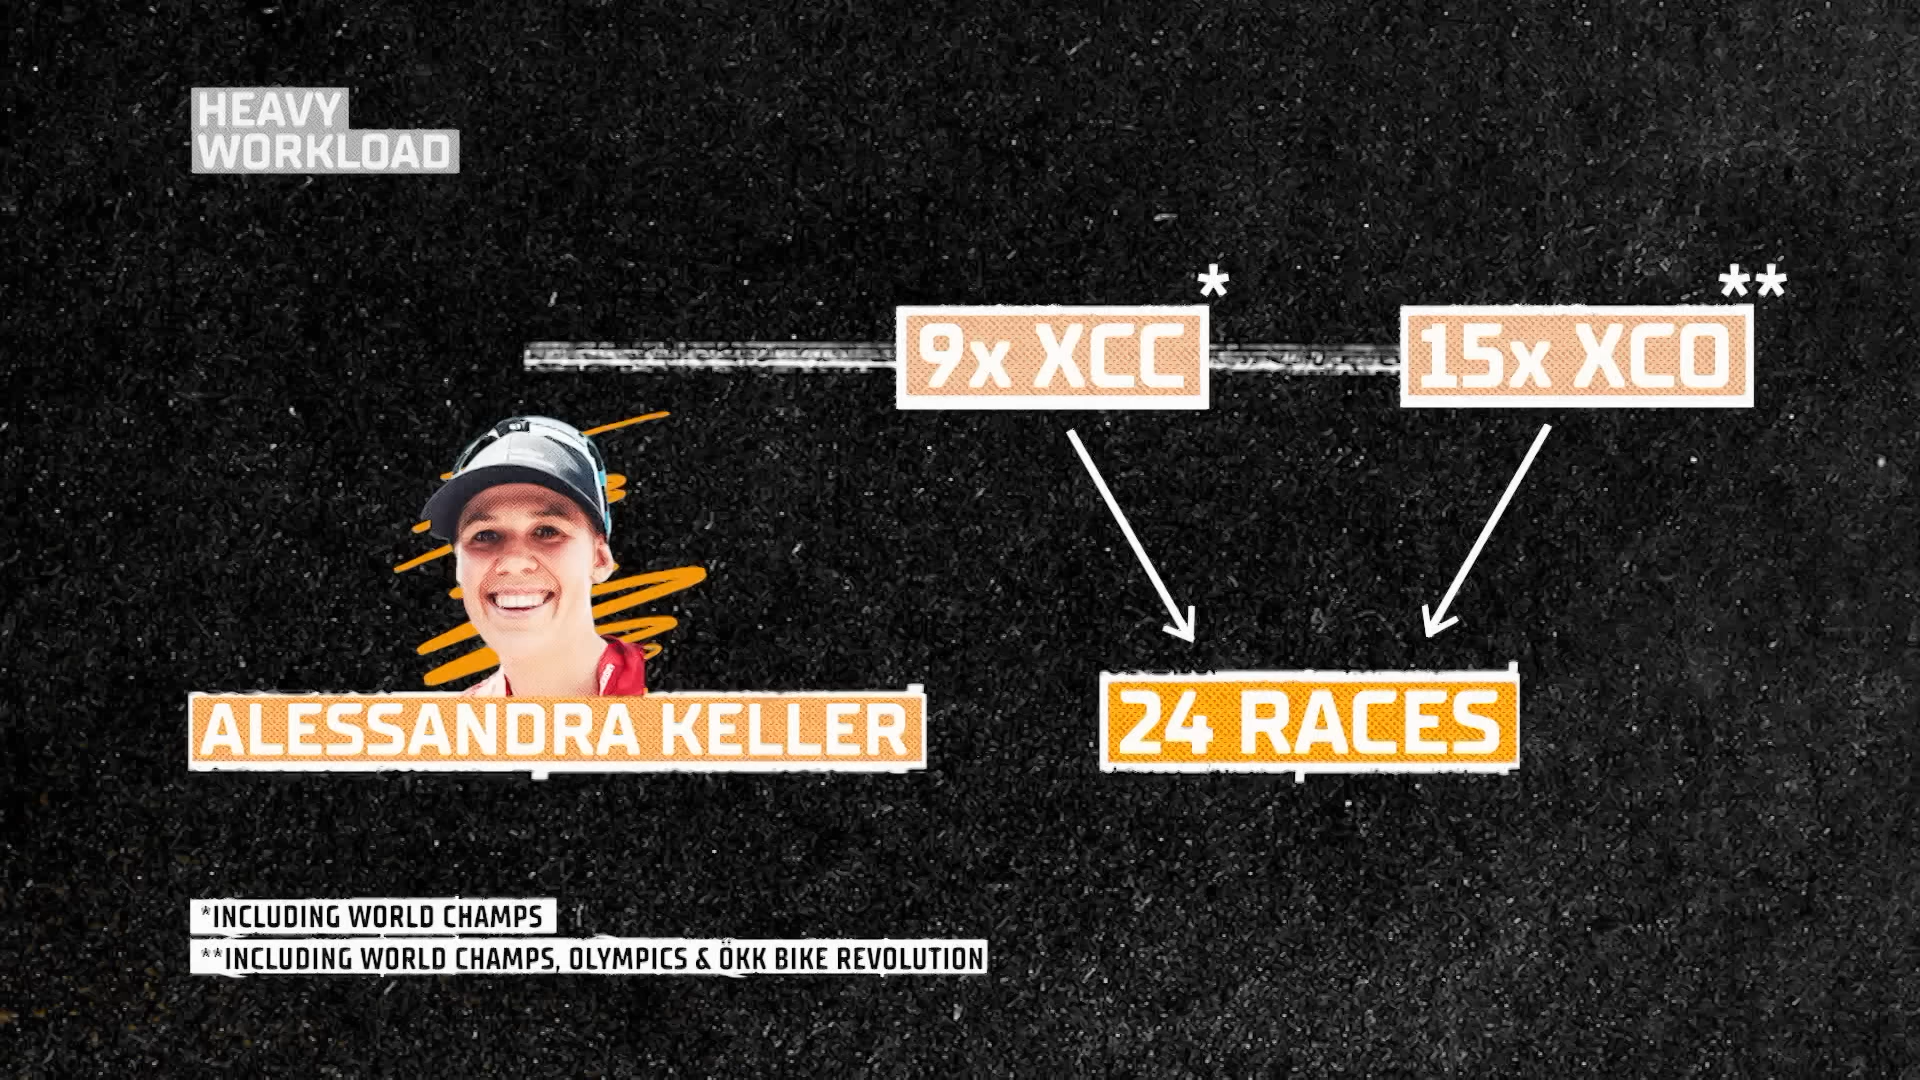 HEAVY
WORKLOAD
*
**
9x XCC
15x XCO
ALESSANDRA KELLER
24 RACES
*INCLUDING WORLD CHAMPS
**INCLUDING WORLD CHAMPS, OLYMPICS & ÖKK BIKE REVOLUTION